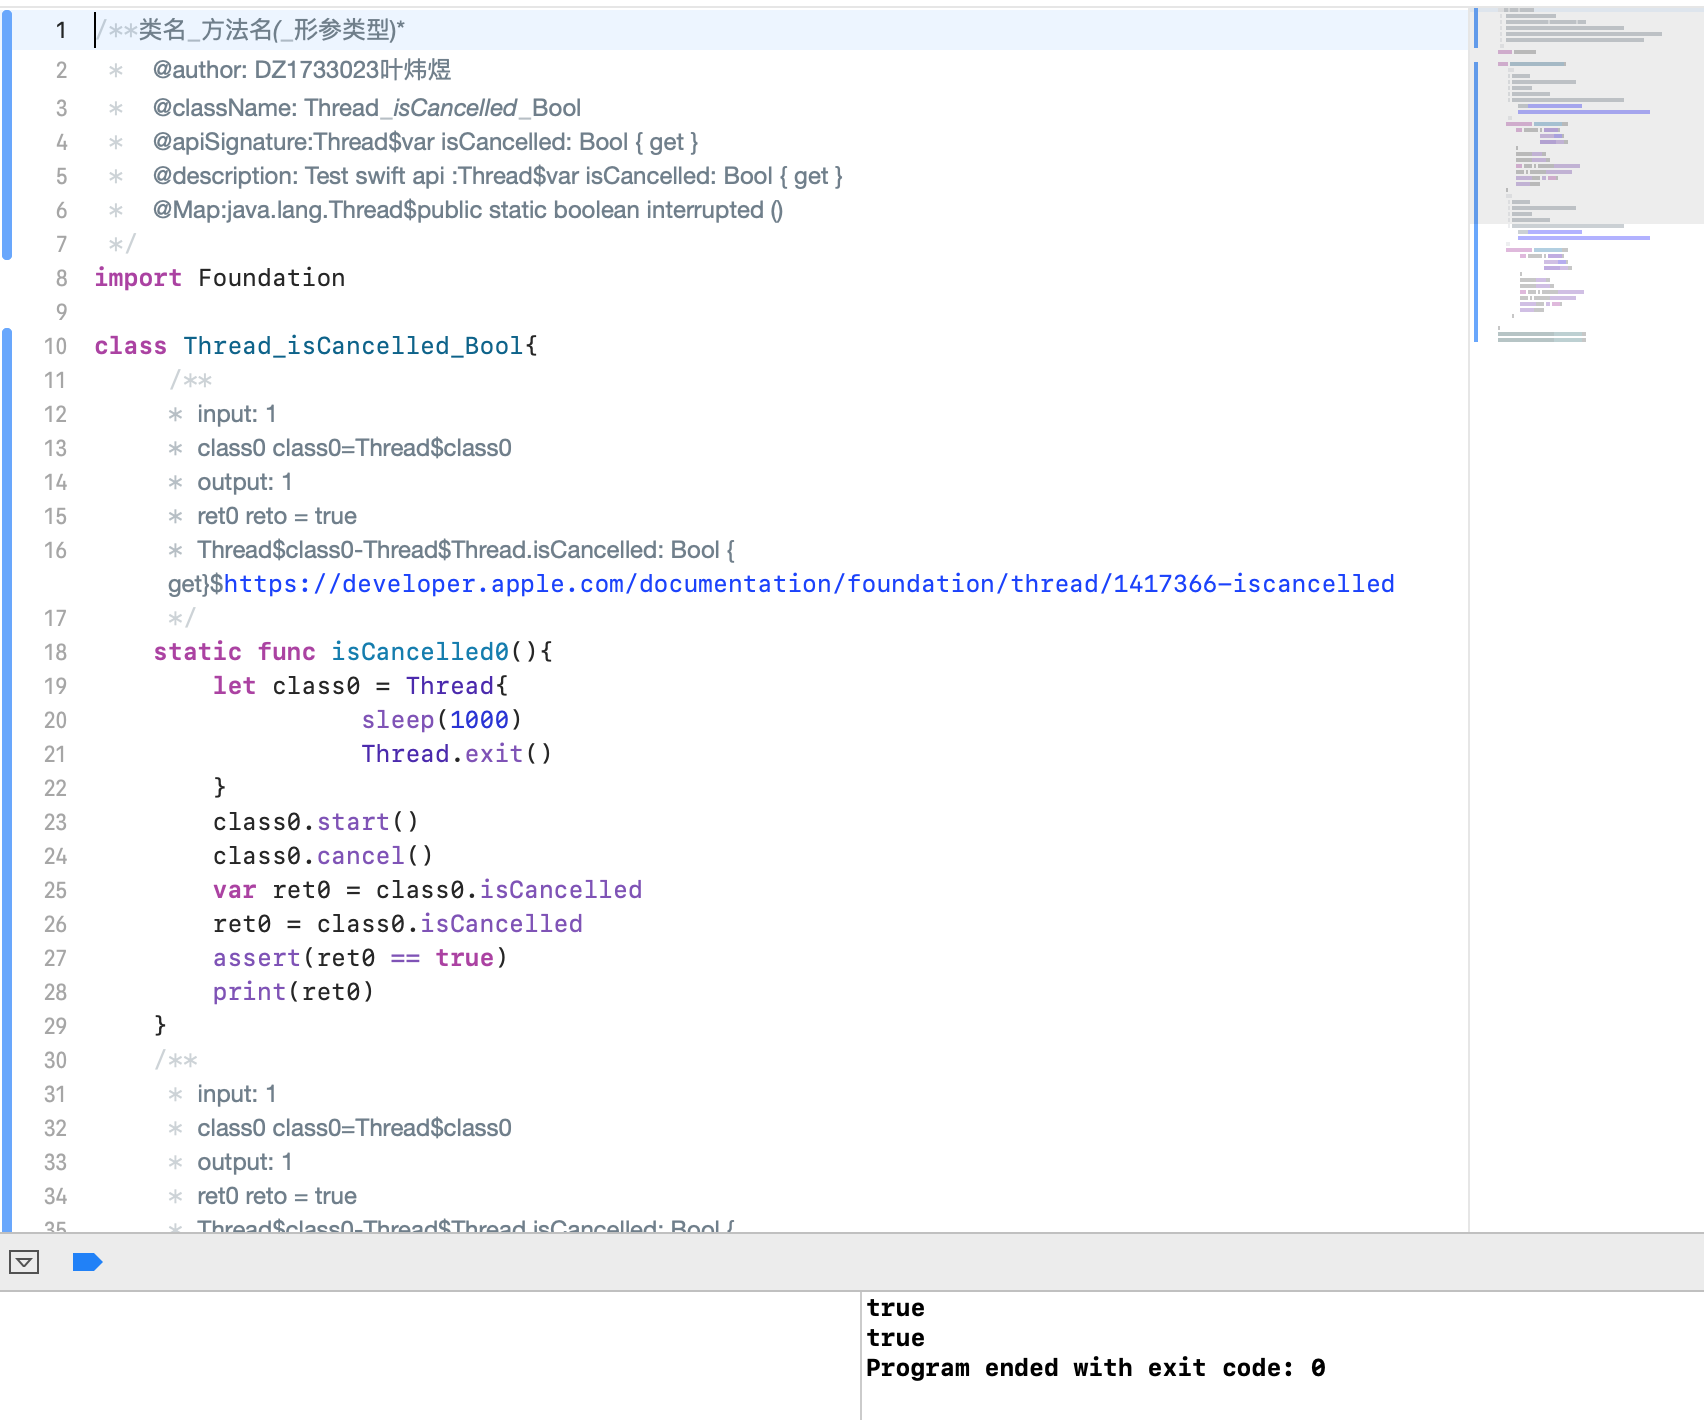 1 /**类名_方法名(_形参类型)*
2 * @author: DZ1733023叶炜煜
3 * @className: Thread_isCancelled_Bool
4 * @apiSignature:Thread$var isCancelled: Bool { get }
5 * @description: Test swift api :Thread$var isCancelled: Bool { get }
6 * @Map:java.lang.Thread$public static boolean interrupted ()
7 */
8 import Foundation
9
10 class Thread_isCancelled_Bool{
11 /**
12 * input: 1
13 * class0 class0=Thread$class0
14 * output: 1
15 * ret0 reto = true
16 * Thread$class0-Thread$Thread.isCancelled: Bool {
get}$https://developer.apple.com/documentation/foundation/thread/1417366-iscancelled
17 */
18 static func isCancelled0(){
19 let class0 = Thread{
20 sleep(1000)
21 Thread.exit()
22 }
23 class0.start()
24 class0.cancel()
25 var ret0 = class0.isCancelled
26 ret0 = class0.isCancelled
27 assert(ret0 == true)
28 print(ret0)
29 }
30 /**
31 * input: 1
32 * class0 class0=Thread$class0
33 * output: 1
34 * ret0 reto = true
35 * Thread$class0-Thread$Thread.isCancelled: Bool {
true
true
Program ended with exit code: 0